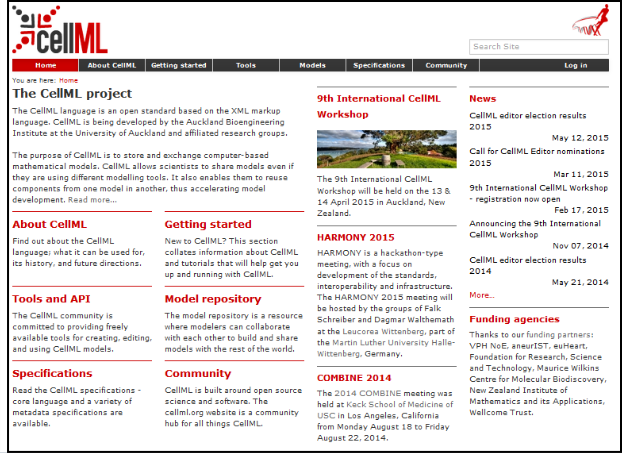 cellML
Search Site
Home
About CellML
Getting started
Tools
Models
Specifications
Community
Log in
You are here: Home
The CellML project
The CellML language is an open standard based on the XML markup
language. CellML is being developed by the Auckland Bioengineering
Institute at the University of Auckland and affiliated research groups.
The purpose of CellML is to store and exchange computer-based
mathematical models. CellML allows scientists to share models even if
they are using different modelling tools. It also enables them to reuse
components from one model in another, thus accelerating model
development. Read more...
About CellML
Find out about the CellML
language; what it can be used for,
its history, and future directions.
Getting started
New to CellML? This section
collates information about CellML
and tutorials that will help get you
up and running with CellML.
Tools and API
The CellML community is
committed to providing freely
available tools for creating, editing,
and using CellML models.
Model repository
The model repository is a resource
where modelers can collaborate
with each other to build and share
models with the rest of the world.
Specifications
Read the CellML specifications -
core language and a variety of
metadata specifications are
available.
Community
CellML is built around open source
science and software. The
cellml.org website is a community
hub for all things CellML.
9th International CellML
Workshop
The 9th International CellML
Workshop will be held on the 13 &
14 April 2015 in Auckland, New
Zealand.
HARMONY 2015
HARMONY is a hackathon-type
meeting, with a focus on
development of the standards,
interoperability and infrastructure.
The HARMONY 2015 meeting will
be hosted by the groups of Falk
Schreiber and Dagmar Walthemath
at the Leucorea Wittenberg, part of
the Martin Luther University Halle-
Wittenberg, Germany.
COMBINE 2014
The 2014 COMBINE meeting was
held at Keck School of Medicine of
USC in Los Angeles, California
from Monday August 18 to Friday
August 22, 2014.
News
CellML editor election results
2015
May 12, 2015
Call for CellML Editor nominations
2015
Mar 11, 2015
9th International CellML Workshop
- registration now open
Feb 17, 2015
Announcing the 9th International
CellML Workshop
Nov 07, 2014
CellML editor election results
2014
May 21, 2014
More...
Funding agencies
Thanks to our funding partners:
VPH NoE, aneurIST, euHeart,
Foundation for Research, Science
and Technology, Maurice Wilkins
Centre for Molecular Biodiscovery,
New Zealand Institute of
Mathematics and its Applications,
Wellcome Trust.